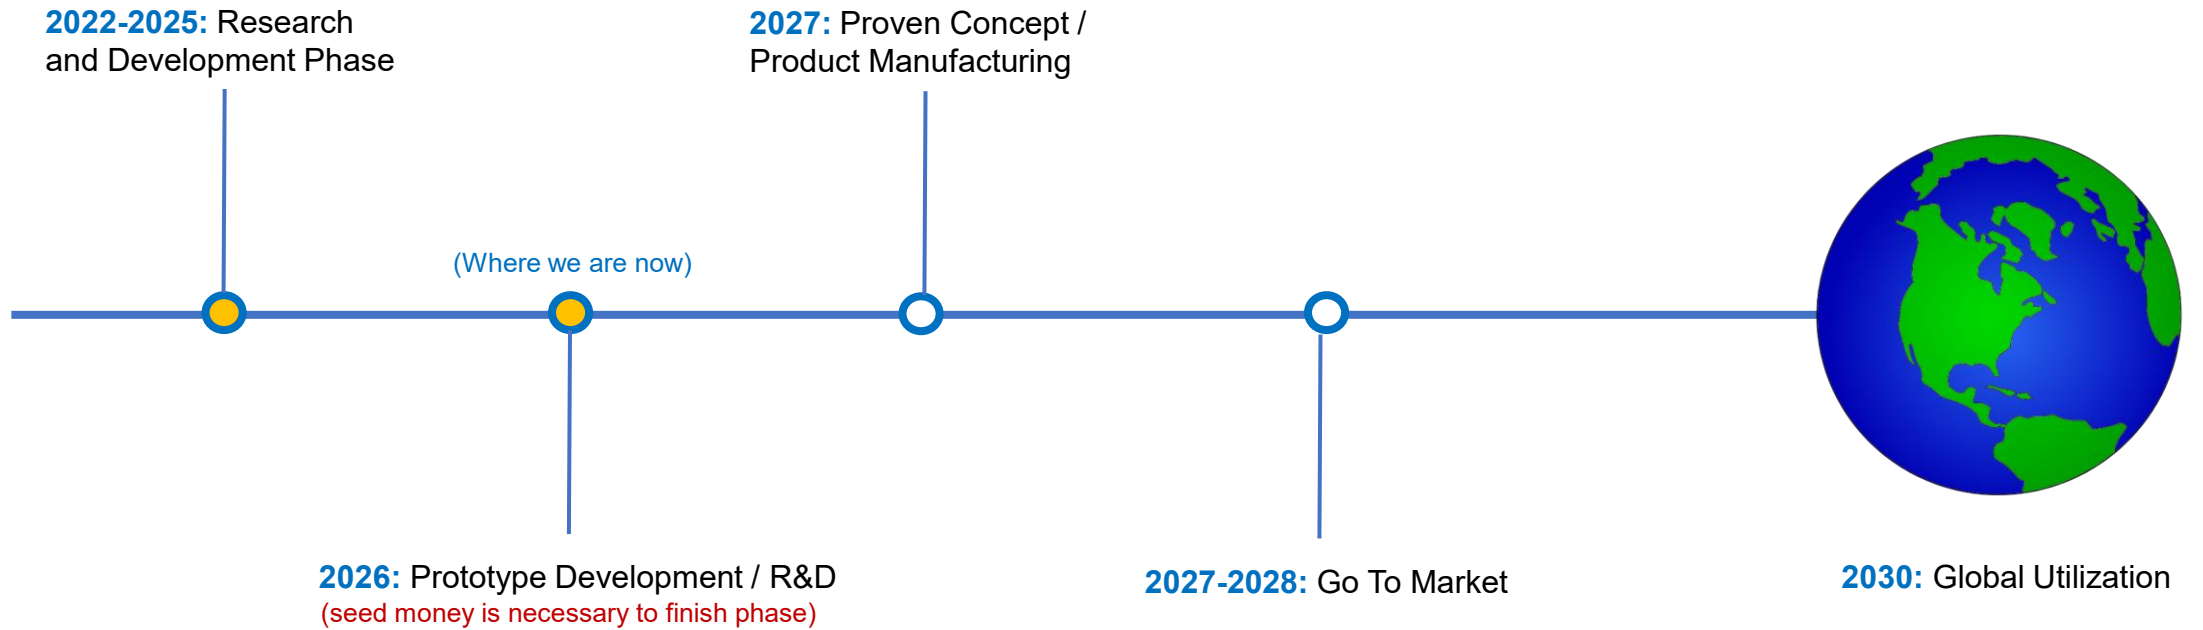 2022-2025: Research
and Development Phase
2027: Proven Concept /
Product Manufacturing
(Where we are now)
2026: Prototype Development / R&D
(seed money is necessary to finish phase)
2027-2028: Go To Market
2030: Global Utilization